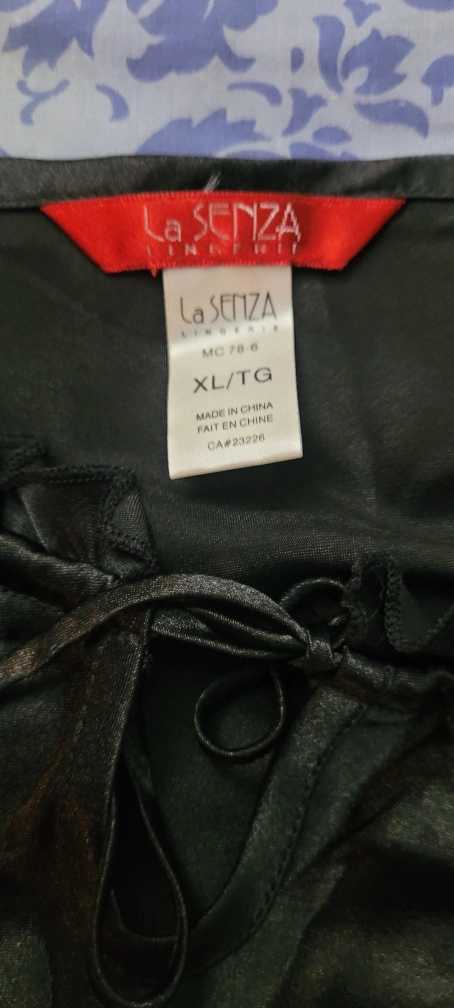 La SENZA
LINGERIE
La SENZA
LINGERIE
MC 78-6
XL/TG
MADE IN CHINA
FAIT EN CHINE
CA#23226